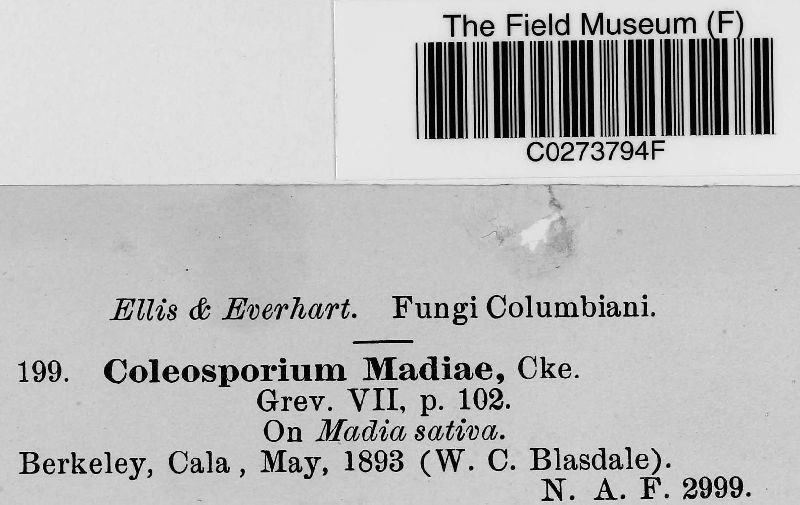 The Field Museum (F)
C0273794F
Ellis & Everhart. Fungi Columbiani.
199. Coleosporium Madiae, Cke.
Grev. VII, p. 102.
On Madia sativa.
Berkeley, Cala , May, 1893 (W. C. Blasdale).
N. A. F. 2999.